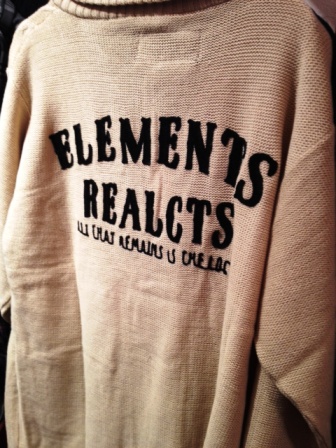 ELEMENTS
REALCTS
ALL THAT REMAINS IS THE